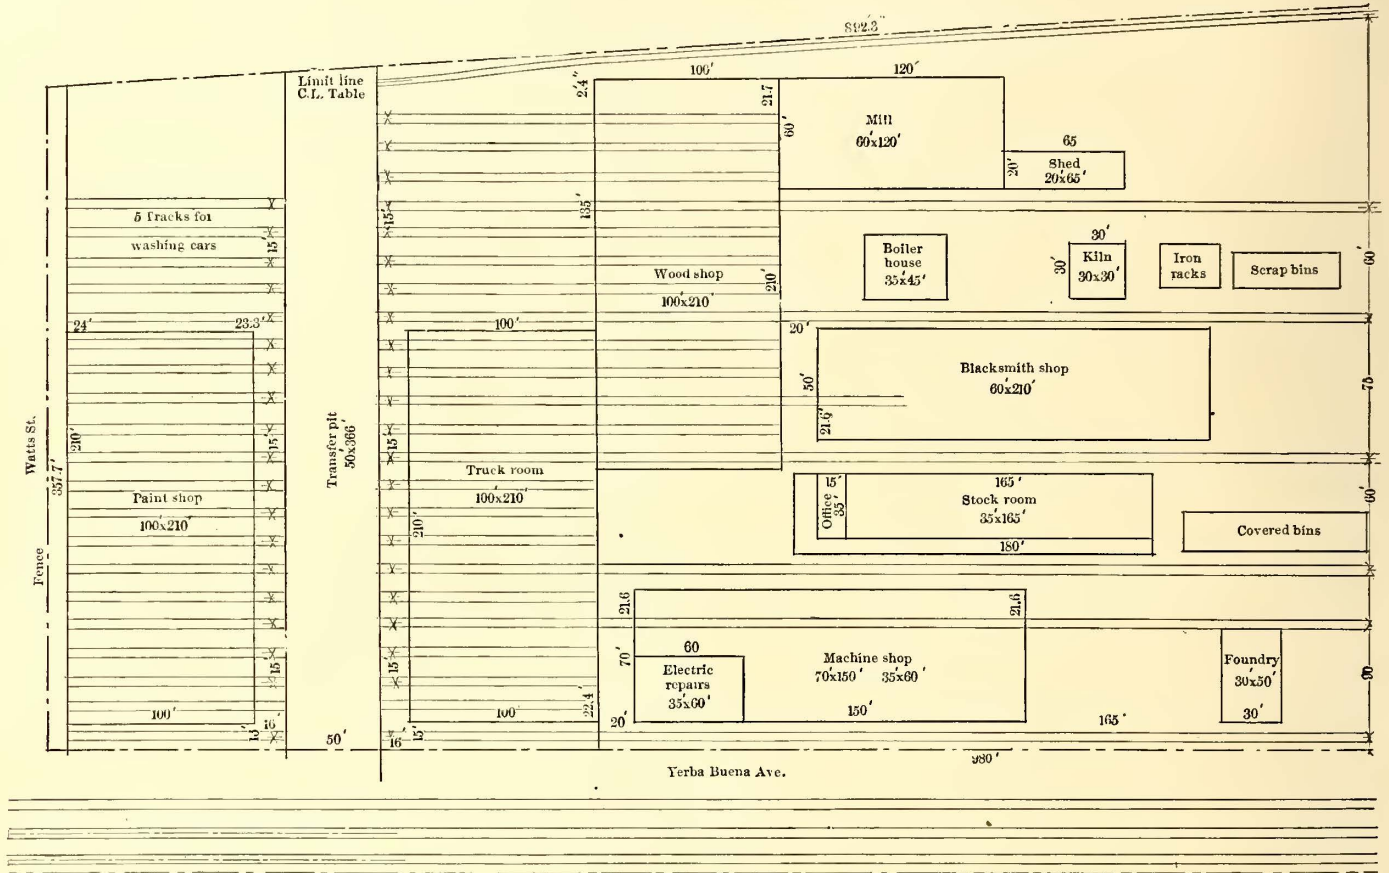 892.3'
Limit line
C.L. Table
2.4"
100'
21.7
120'
60'
Mill
60'x120'
65
20'
Shed
20'x65'
135'
15'
5 Tracks for
washing cars
15'
Wood shop
100'x210'
210'
Boiler
house
35'x45'
30'
30'
Kiln
30x30'
Iron
racks
Scrap bins
60'
24'
23.3'
100'
20'
50'
21.6'
Blacksmith shop
60'x210'
75
Watts St.
357.7'
Fence
210'
15'
Paint shop
100'x210'
Transfer pit
50x366'
15'
Truck room
100'x210'
210'
15'
Office
35'
165'
Stock room
35'x165'
180'
Covered bins
60'
21.6
21.6
70'
60
Electric
repairs
35'x60'
Machine shop
70'x150' 35'x60'
150'
20'
165'
Foundry
30'x50'
30'
90
15'
15'
100'
15'
16'
50'
16'
15'
100'
22.4'
980'
Yerba Buena Ave.